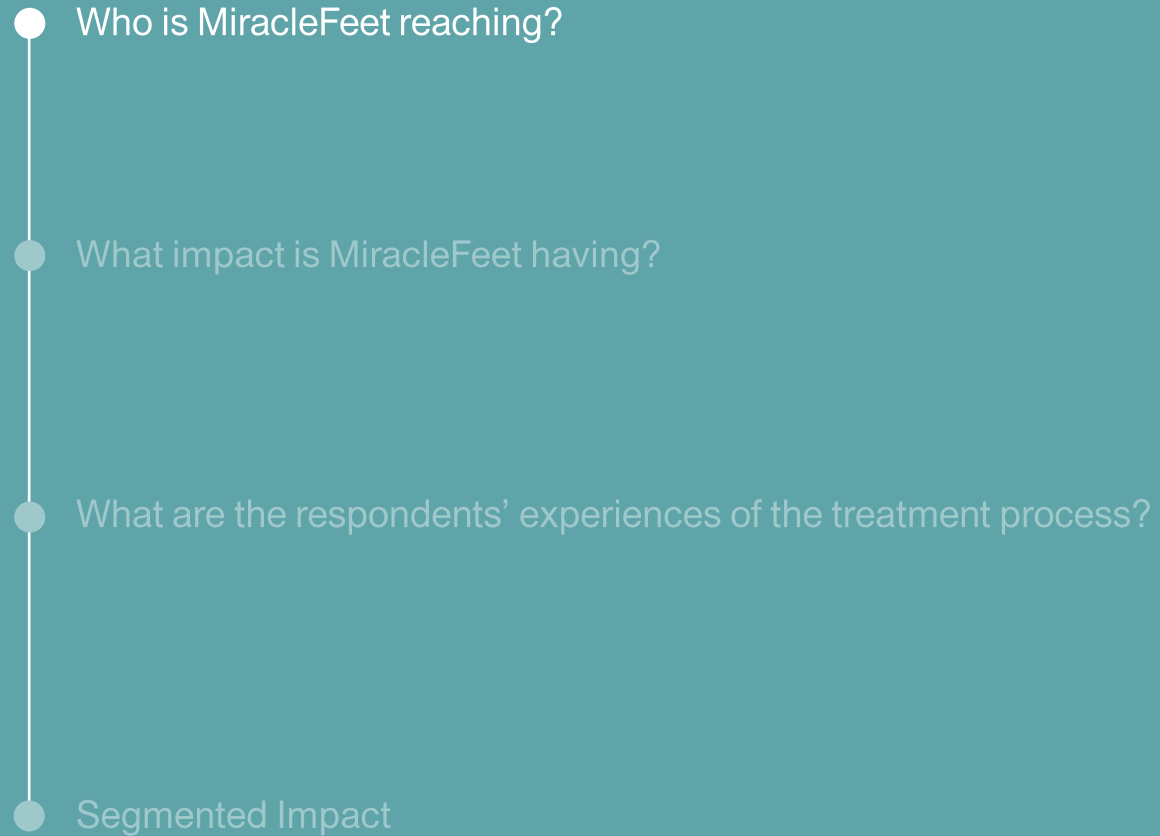 Who is MiracleFeet reaching?
What impact is MiracleFeet having?
What are the respondents’ experiences of the treatment process?
Segmented Impact